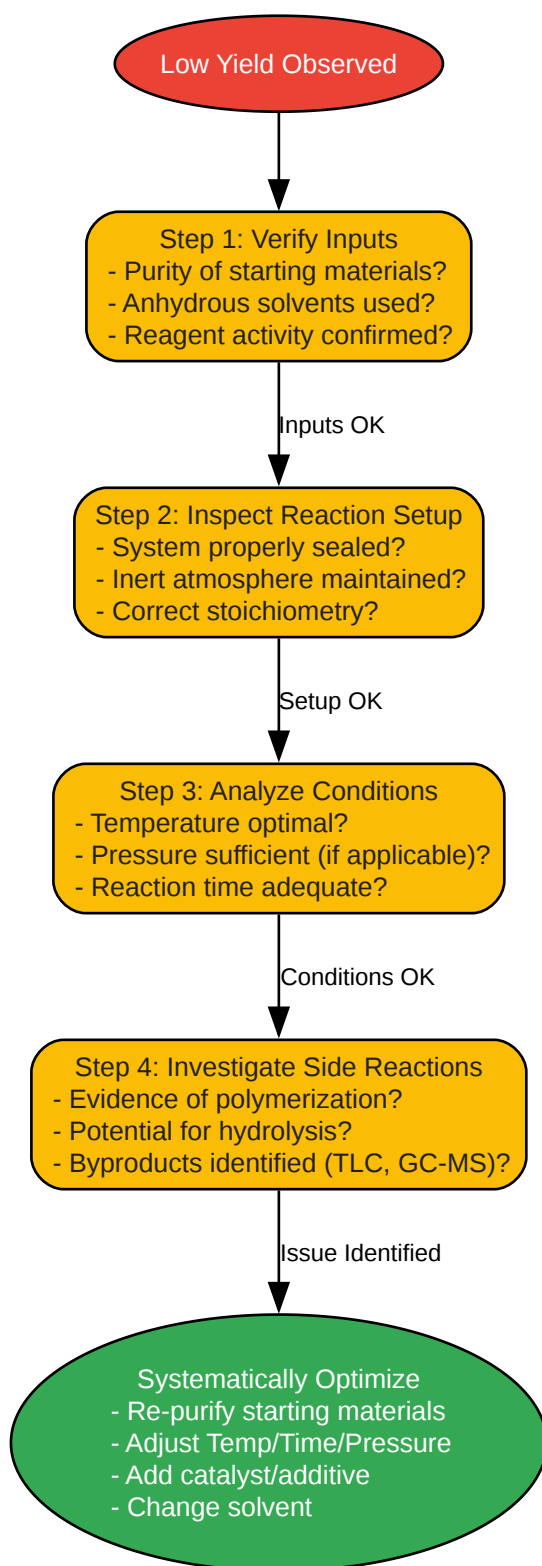 Low Yield Observed
Step 1: Verify Inputs
- Purity of starting materials?
- Anhydrous solvents used?
- Reagent activity confirmed?
Inputs OK
Step 2: Inspect Reaction Setup
- System properly sealed?
- Inert atmosphere maintained?
- Correct stoichiometry?
Setup OK
Step 3: Analyze Conditions
- Temperature optimal?
- Pressure sufficient (if applicable)?
- Reaction time adequate?
Conditions OK
Step 4: Investigate Side Reactions
- Evidence of polymerization?
- Potential for hydrolysis?
- Byproducts identified (TLC, GC-MS)?
Issue Identified
Systematically Optimize
- Re-purify starting materials
- Adjust Temp/Time/Pressure
- Add catalyst/additive
- Change solvent